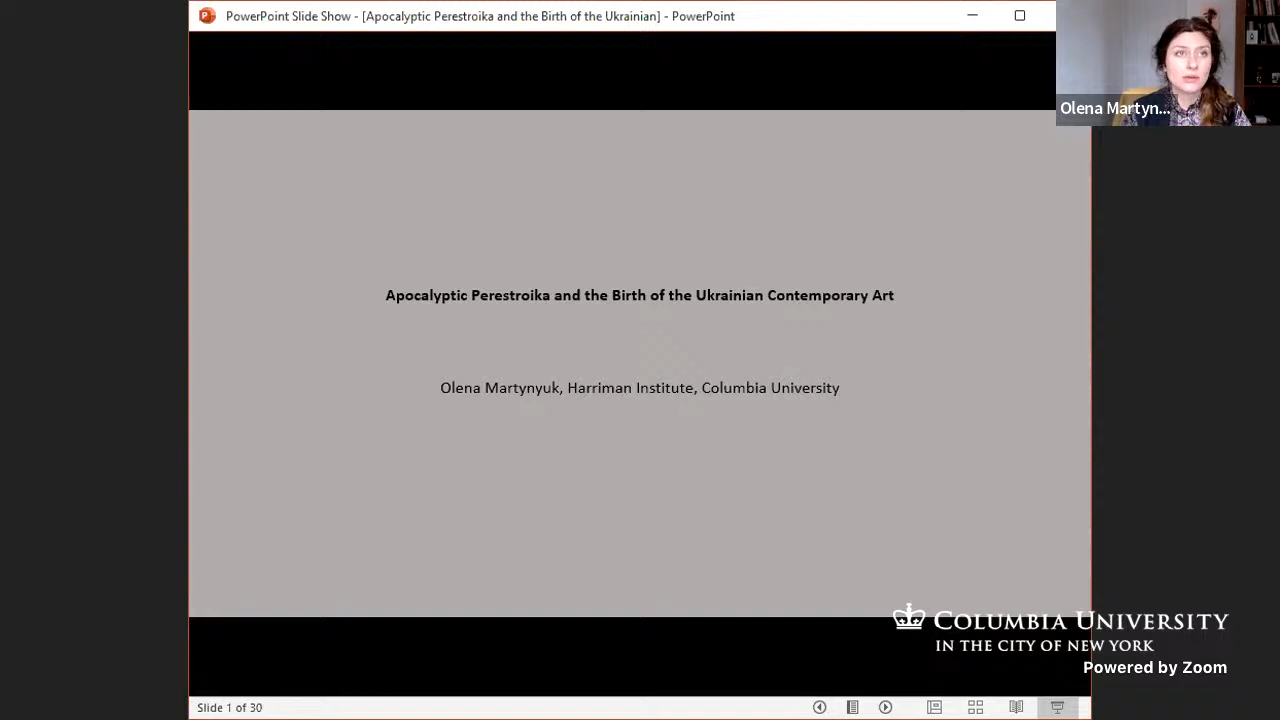 PowerPoint Slide Show - [Apocalyptic Perestroika and the Birth of the Ukrainian] - PowerPoint
Olena Martyn...
Apocalyptic Perestroika and the Birth of the Ukrainian Contemporary Art
Olena Martynyuk, Harriman Institute, Columbia University
COLUMBIA UNIVERSITY
IN THE CITY OF NEW YORK
Powered by Zoom
Slide 1 of 30